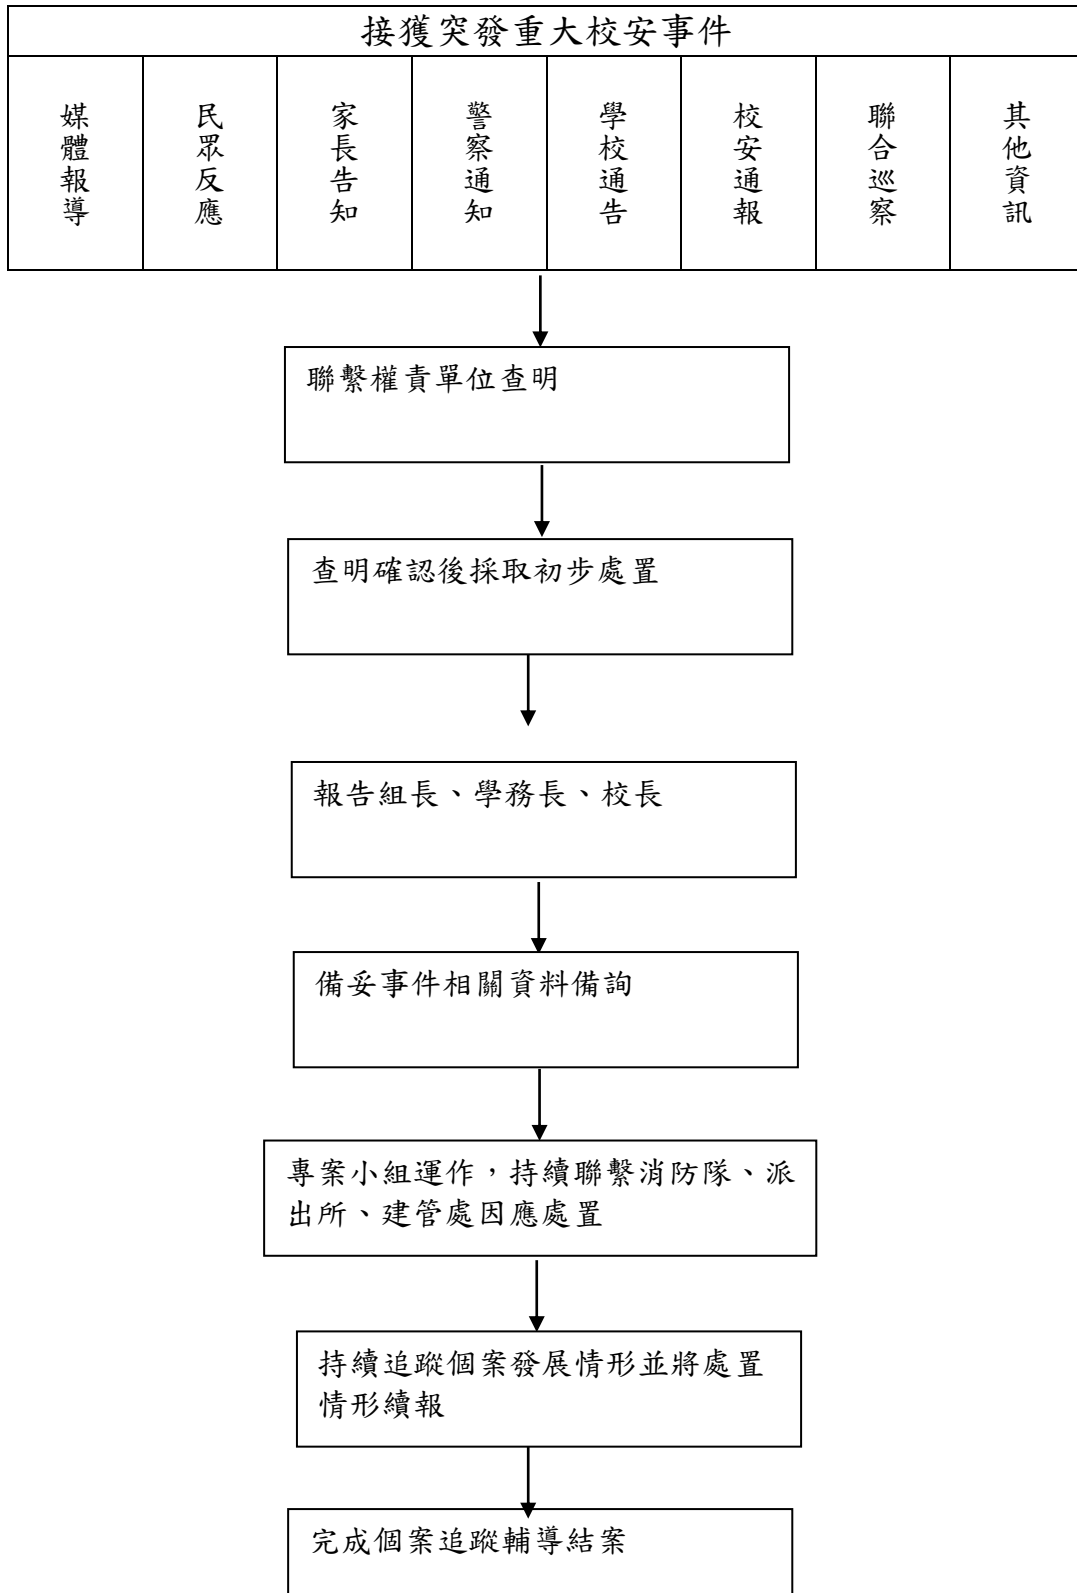 接獲突發重大校安事件
媒體報導
民眾反應
家長告知
警察通知
學校通告
校安通報
聯合巡察
其他資訊
聯繫權責單位查明
查明確認後採取初步處置
報告組長、學務長、校長
備妥事件相關資料備詢
專案小組運作，持續聯繫消防隊、派
出所、建管處因應處置
持續追蹤個案發展情形並將處置
情形續報
完成個案追蹤輔導結案